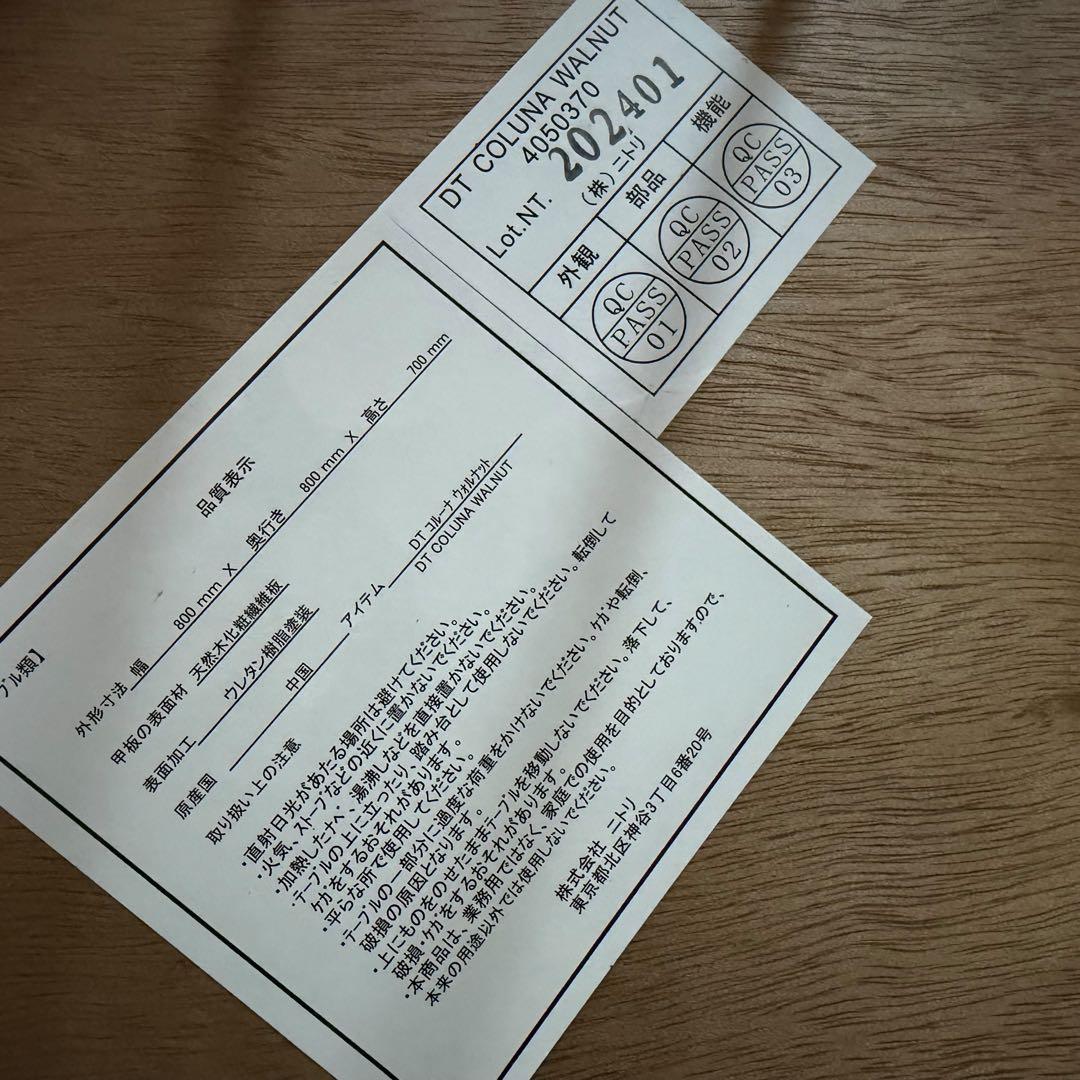 DT COLUNA WALNUT
4050370
Lot.NT. 202401
(株)ニトリ
外観 部品 機能
QC PASS 01
QC PASS 02
QC PASS 03
ブル類】
品質表示
外形寸法 幅 800 mm X 奥行き 800 mm X 高さ 700 mm
甲板の表面材 天然木化粧繊維板
表面加工 ウレタン樹脂塗装
原産国 中国 アイテム DT コルーナ ウォルナット
DT COLUNA WALNUT
取り扱い上の注意
・直射日光があたる場所は避けてください。
・火気、ストーブなどの近くに置かないでください。
・加熱したナベ、湯沸しなどを直接置かないでください。
テーブルの上に立ったり、踏み台として使用しないでください。転倒して
ケガをするおそれがあります。
・平らな所で使用してください。
・テーブルの一部分に過度な荷重をかけないでください。ケガや転倒、
破損の原因となります。
・上にものをのせたままテーブルを移動しないでください。落下して、
破損・ケガをするおそれがあります。
・本商品は、業務用ではなく、家庭での使用を目的としておりますので、
本来の用途以外では使用しないでください。
株式会社 ニトリ
東京都北区神谷3丁目6番20号